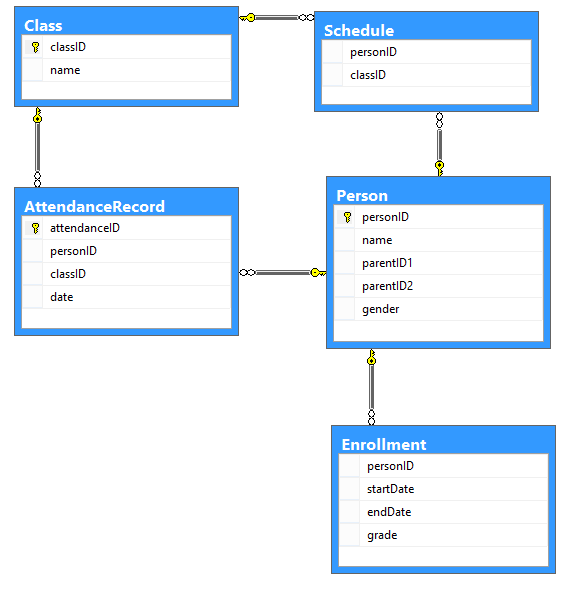 Class
classID
name
Schedule
personID
classID
AttendanceRecord
attendanceID
personID
classID
date
Person
personID
name
parentID1
parentID2
gender
Enrollment
personID
startDate
endDate
grade